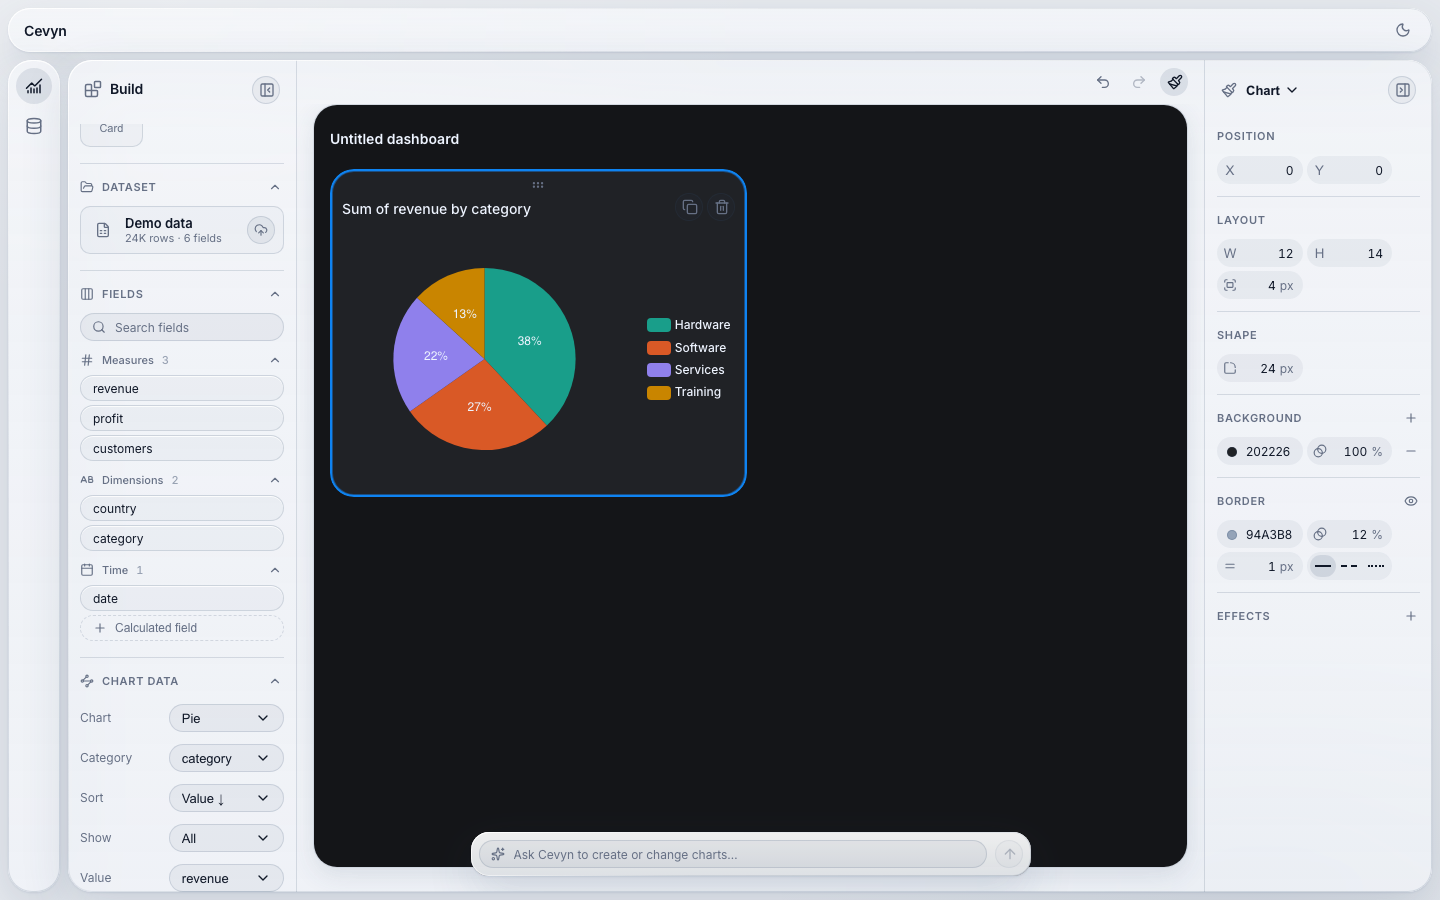 Cevyn
Build
Card
DATASET
Demo data
24K rows · 6 fields
FIELDS
Search fields
Measures 3
revenue
profit
customers
AB Dimensions 2
country
category
Time 1
date
Calculated field
CHART DATA
Chart Pie
Category category
Sort Value ↓
Show All
Value revenue
Untitled dashboard
Sum of revenue by category
13%
38%
22%
27%
Hardware
Software
Services
Training
Ask Cevyn to create or change charts...
Chart
POSITION
X 0 Y 0
LAYOUT
W 12 H 14
4 px
SHAPE
24 px
BACKGROUND
202226 100 %
BORDER
94A3B8 12 %
1 px
EFFECTS